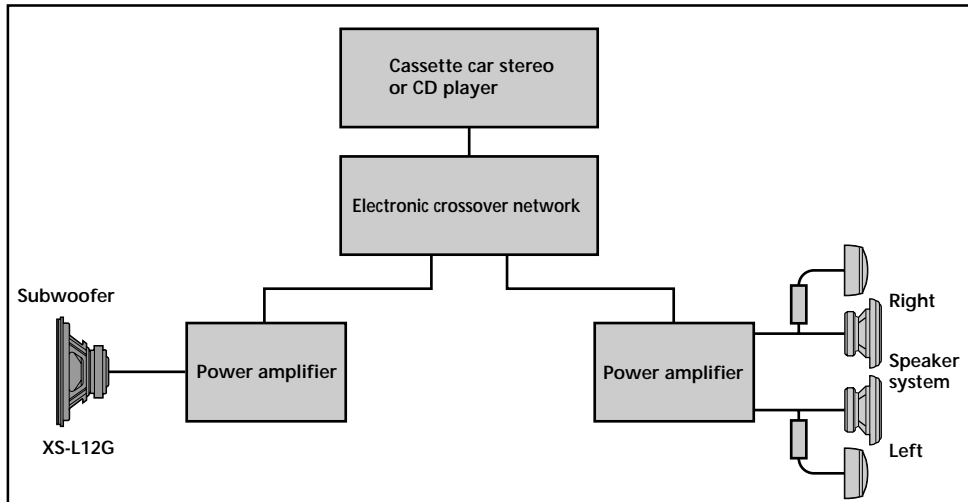 Cassette car stereo
or CD player
Electronic crossover network
Subwoofer
Power amplifier
XS-L12G
Power amplifier
Right
Speaker
system
Left